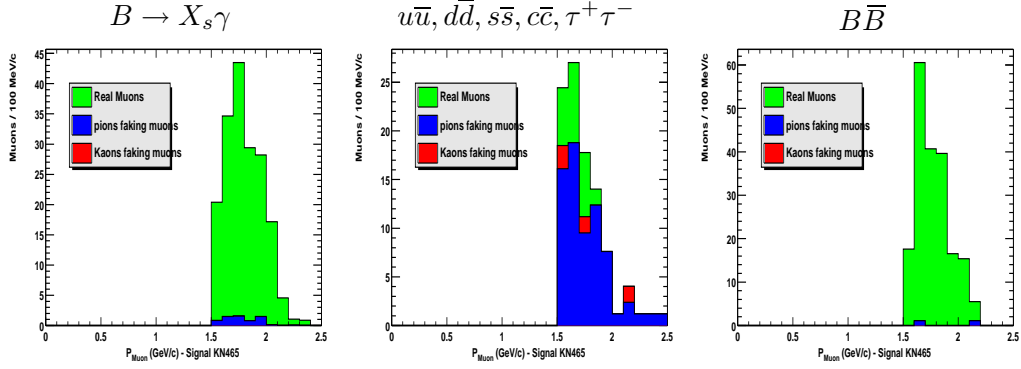 B → X_sγ
uū, dd̄, ss̄, cc̄, τ⁺τ⁻
BB̄
Muons / 100 MeV/c
45
40
35
30
25
20
15
10
5
0
Real Muons
pions faking muons
Kaons faking muons
0 0.5 1 1.5 2 2.5
P_Muon (GeV/c) - Signal KN465
Muons / 100 MeV/c
25
20
15
10
5
0
Real Muons
pions faking muons
Kaons faking muons
0 0.5 1 1.5 2 2.5
P_Muon (GeV/c) - Signal KN465
Muons / 100 MeV/c
60
50
40
30
20
10
0
Real Muons
pions faking muons
Kaons faking muons
0 0.5 1 1.5 2 2.5
P_Muon (GeV/c) - Signal KN465